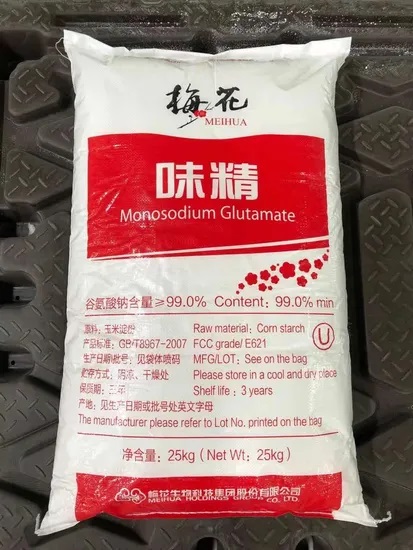 梅花
MEIHUA
味精
Monosodium Glutamate
谷氨酸钠含量≥99.0% Content: 99.0% min
原料：玉米淀粉 Raw material: Corn starch
产品标准：GB/T8967-2007 FCC grade/ E621
生产日期/批号：见袋体喷码 MFG/LOT: See on the bag
贮存方式：阴凉、干燥处 Please store in a cool and dry place
保质期：三年 Shelf life : 3 years
产地：见生产日期或批号处英文字母
The manufacturer please refer to Lot No. printed on the bag
净含量：25kg ( Net Wt: 25kg )
梅花生物科技集团股份有限公司
MEIHUA HOLDINGS GROUP CO., LTD.
U